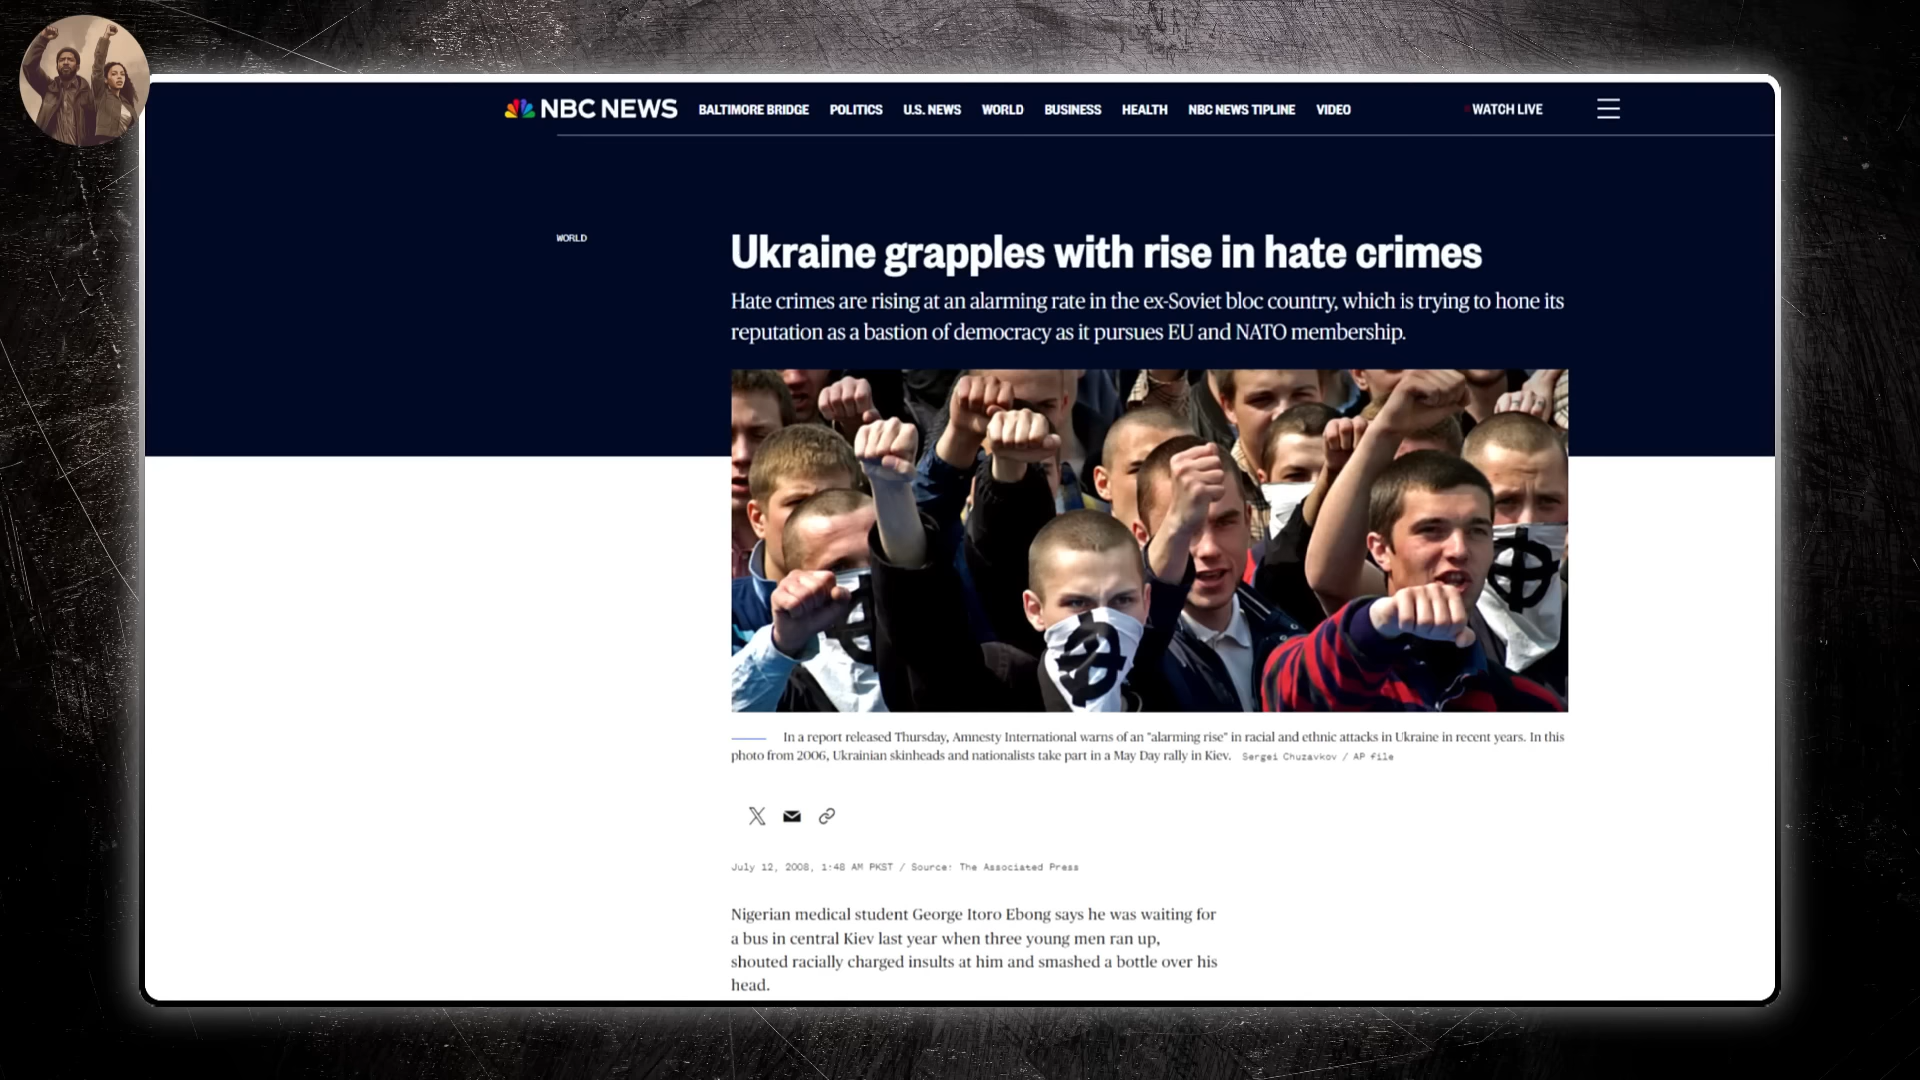 NBC NEWS BALTIMORE BRIDGE POLITICS U.S. NEWS WORLD BUSINESS HEALTH NBC NEWS TIPLINE VIDEO WATCH LIVE
WORLD
Ukraine grapples with rise in hate crimes
Hate crimes are rising at an alarming rate in the ex-Soviet bloc country, which is trying to hone its
reputation as a bastion of democracy as it pursues EU and NATO membership.
In a report released Thursday, Amnesty International warns of an "alarming rise" in racial and ethnic attacks in Ukraine in recent years. In this
photo from 2006, Ukrainian skinheads and nationalists take part in a May Day rally in Kiev. Sergei Chuzavkov / AP file
July 12, 2008, 1:48 AM PKST / Source: The Associated Press
Nigerian medical student George Itoro Ebong says he was waiting for
a bus in central Kiev last year when three young men ran up,
shouted racially charged insults at him and smashed a bottle over his
head.